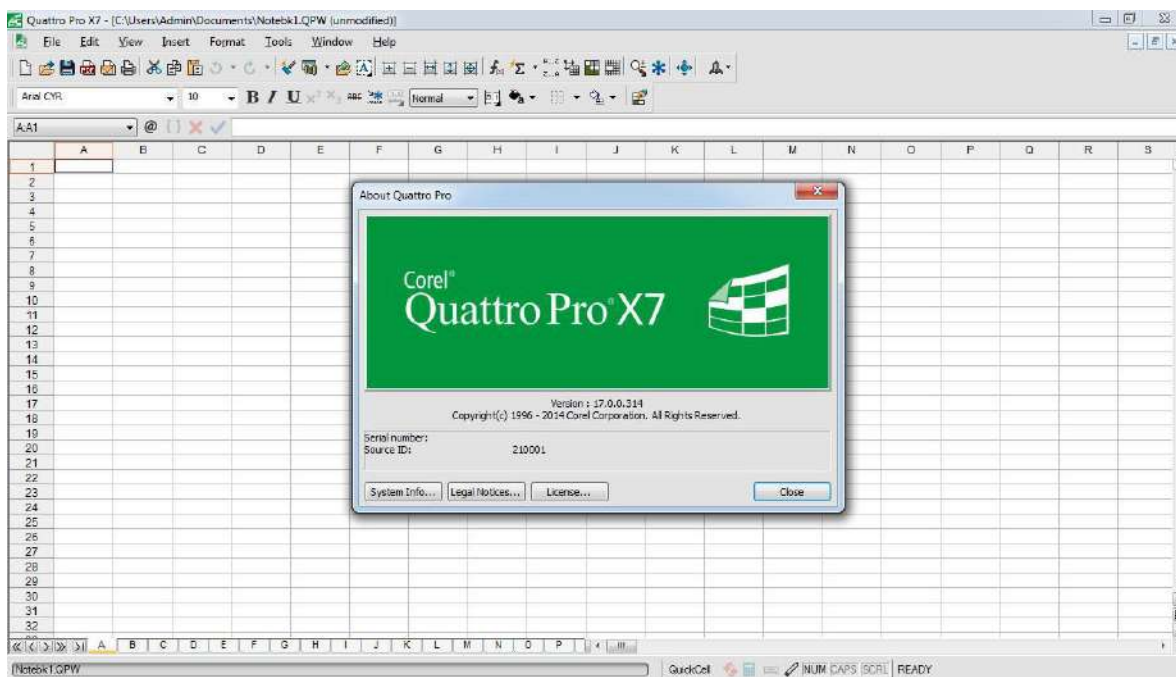 Quattro Pro X7 - [C:\Users\Admin\Documents\Notebk1.QPW (unmodified)]
File Edit View Insert Format Tools Window Help
Arial CYR 10 B I U x² X₂ ABC Normal
A:A1 @ { }
A B C D E F G H I J K L M N O P Q R S
1
2
3
4
5
6
7
8
9
10
11
12
13
14
15
16
17
18
19
20
21
22
23
24
25
26
27
28
29
30
31
32
About Quattro Pro
Corel®
Quattro Pro® X7
Version : 17.0.0.314
Copyright(c) 1996 - 2014 Corel Corporation. All Rights Reserved.
Serial number:
Source ID: 210001
System Info... Legal Notices... License... Close
A B C D E F G H I J K L M N O P
Notebk1.QPW QuickCell NUM CAPS SCRL READY